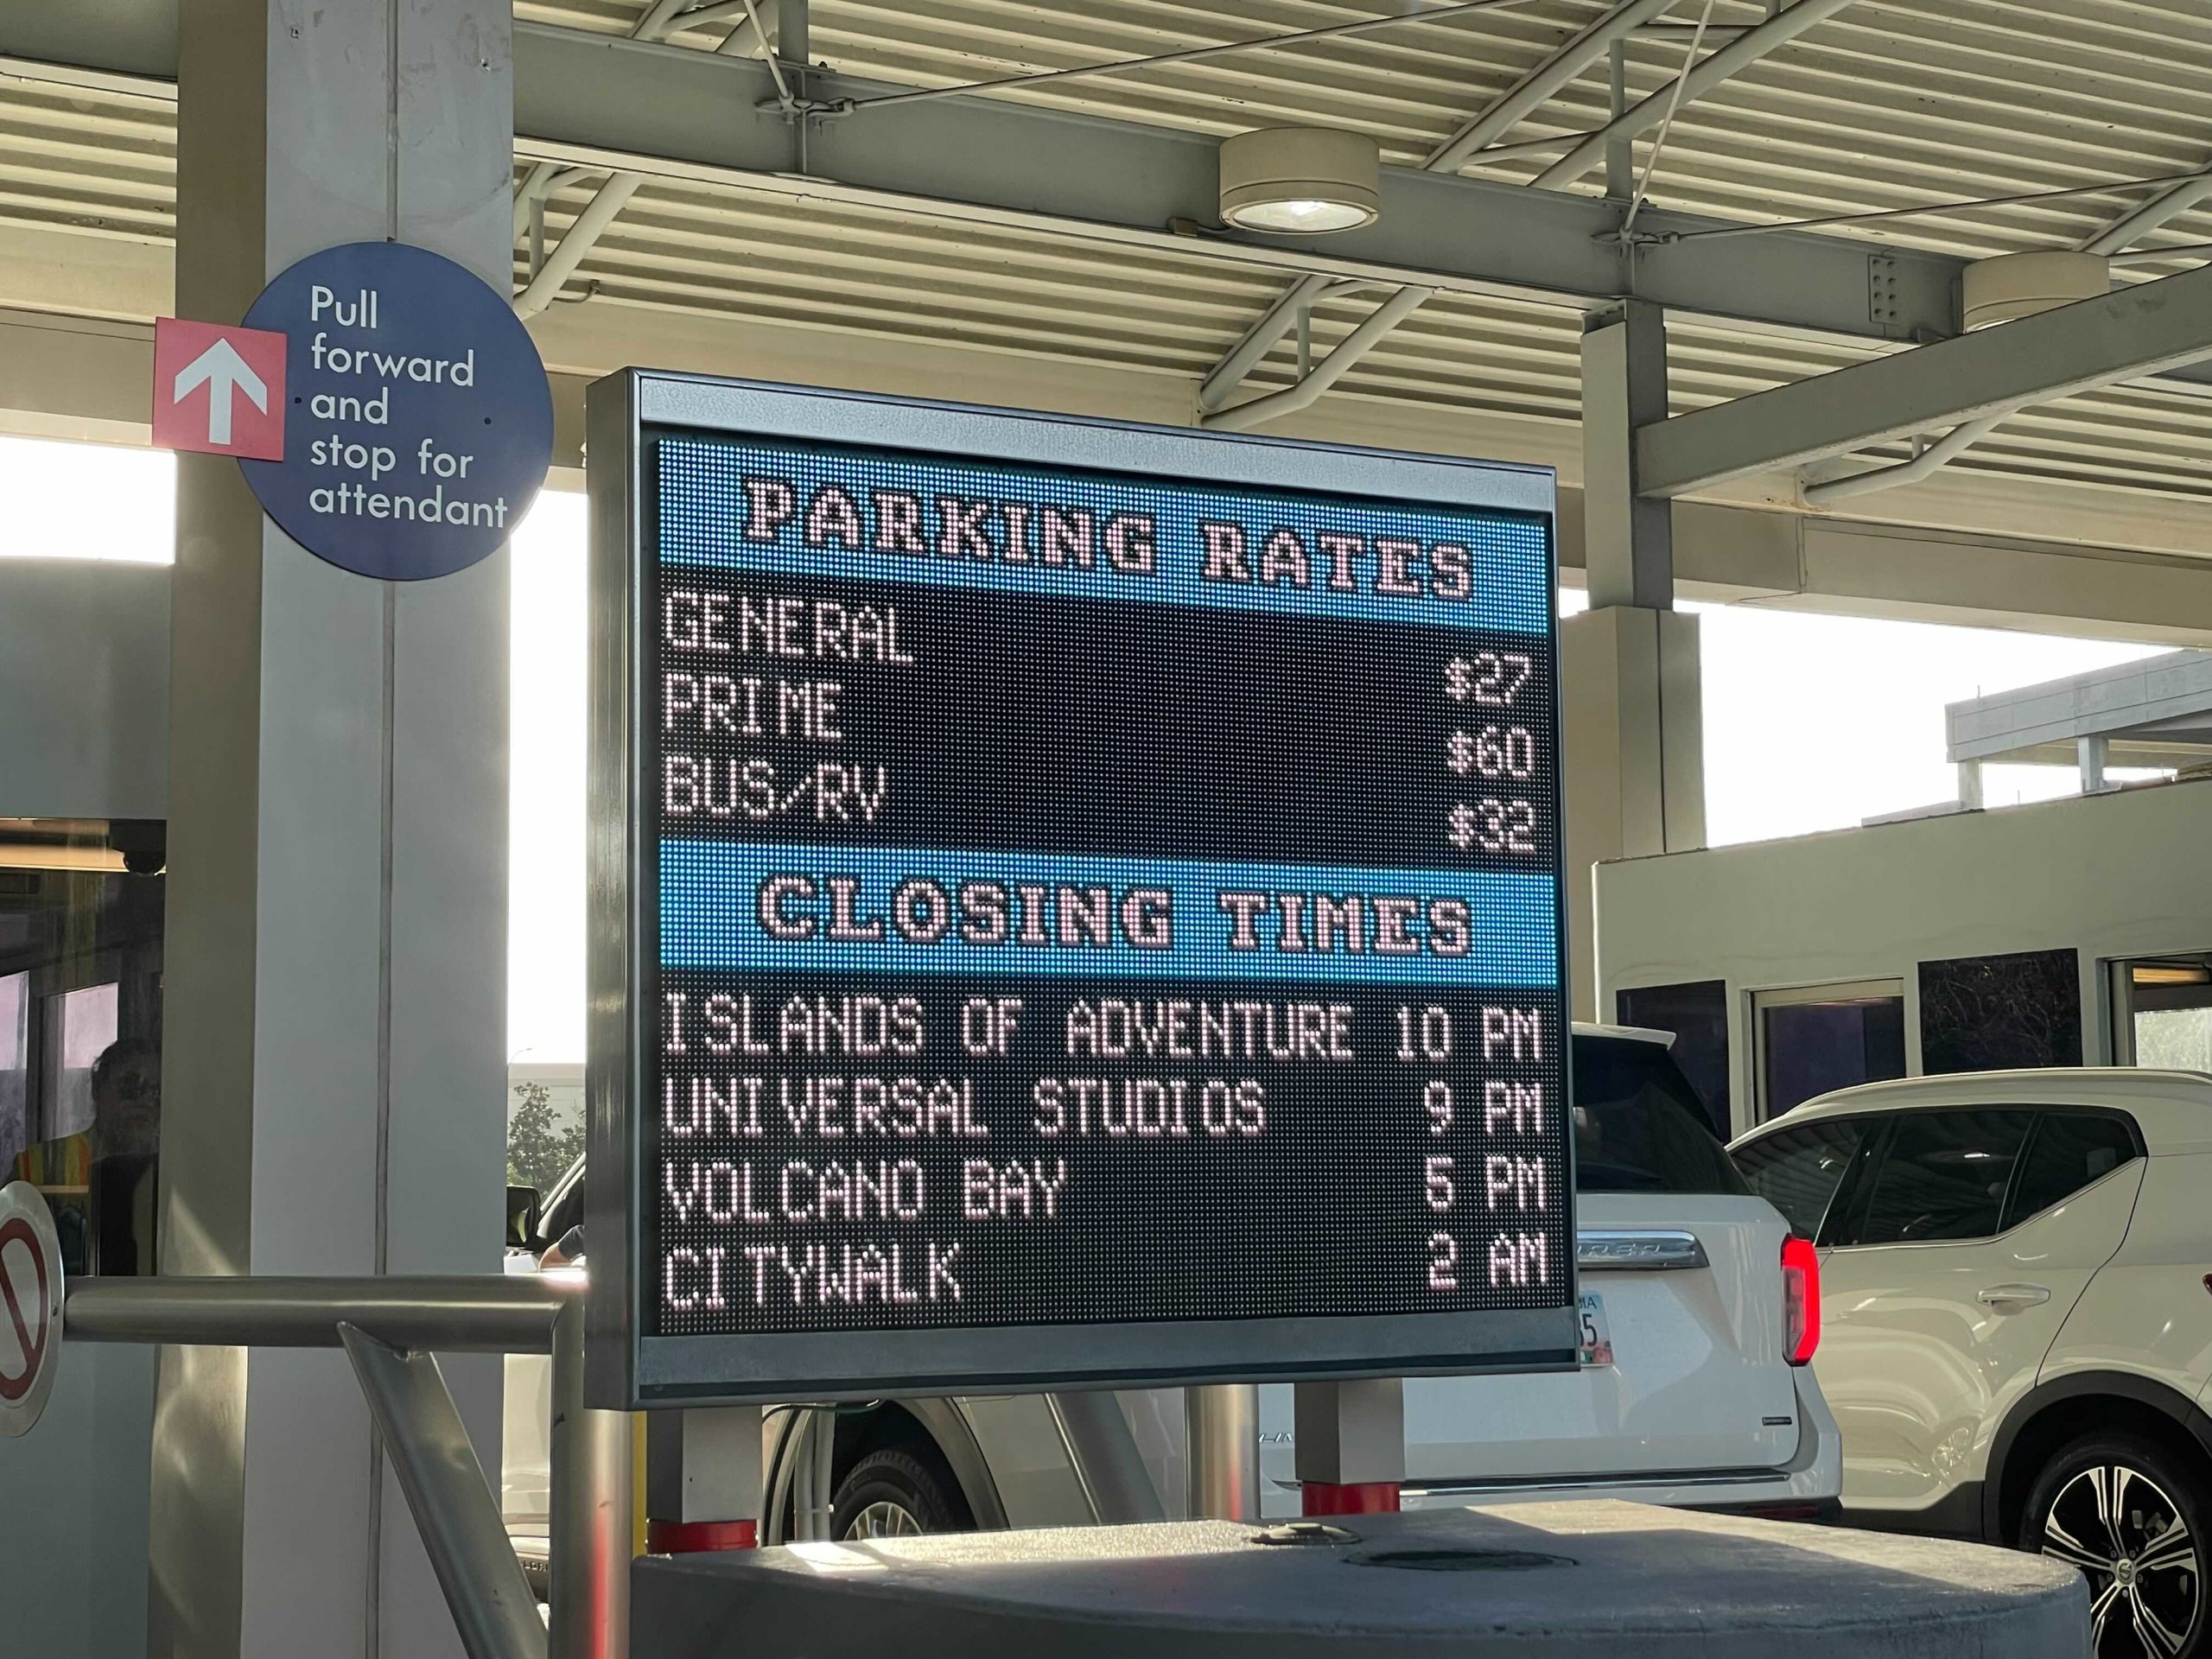 Pull
forward
and
stop for
attendant
PARKING RATES
GENERAL $27
PRIME $60
BUS/RV $32
CLOSING TIMES
ISLANDS OF ADVENTURE 10 PM
UNIVERSAL STUDIOS 9 PM
VOLCANO BAY 5 PM
CITYWALK 2 AM